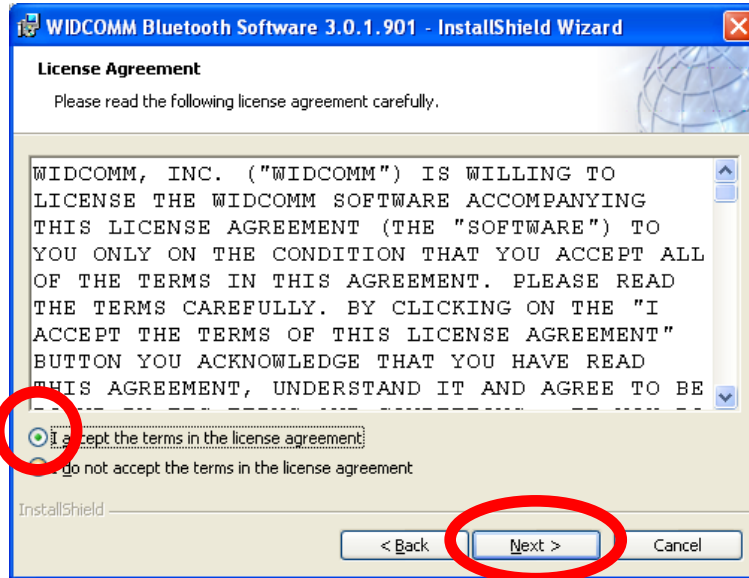 WIDCOMM Bluetooth Software 3.0.1.901 - InstallShield Wizard
License Agreement
Please read the following license agreement carefully.
WIDCOMM, INC. ("WIDCOMM") IS WILLING TO
LICENSE THE WIDCOMM SOFTWARE ACCOMPANYING
THIS LICENSE AGREEMENT (THE "SOFTWARE") TO
YOU ONLY ON THE CONDITION THAT YOU ACCEPT ALL
OF THE TERMS IN THIS AGREEMENT. PLEASE READ
THE TERMS CAREFULLY. BY CLICKING ON THE "I
ACCEPT THE TERMS OF THIS LICENSE AGREEMENT"
BUTTON YOU ACKNOWLEDGE THAT YOU HAVE READ
THIS AGREEMENT, UNDERSTAND IT AND AGREE TO BE
I accept the terms in the license agreement
I do not accept the terms in the license agreement
InstallShield
< Back Next > Cancel